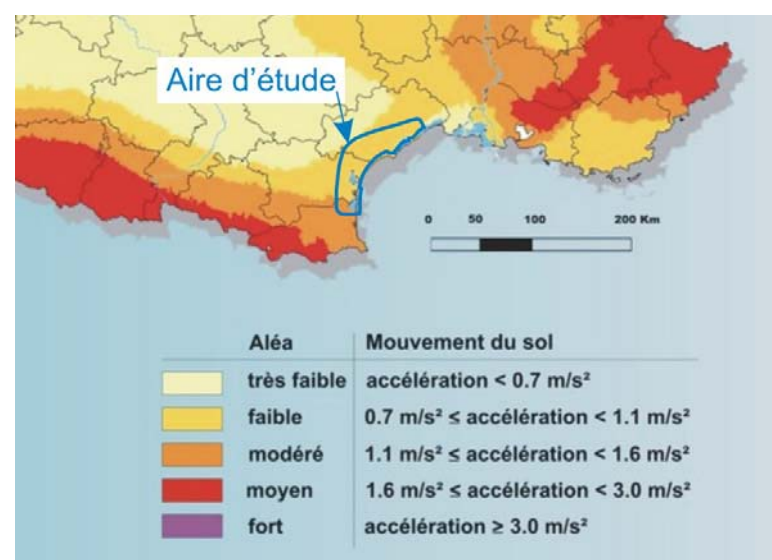 Aire d'étude
0 50 100 200 Km
Aléa Mouvement du sol
très faible accélération < 0.7 m/s²
faible 0.7 m/s² ≤ accélération < 1.1 m/s²
modéré 1.1 m/s² ≤ accélération < 1.6 m/s²
moyen 1.6 m/s² ≤ accélération < 3.0 m/s²
fort accélération ≥ 3.0 m/s²